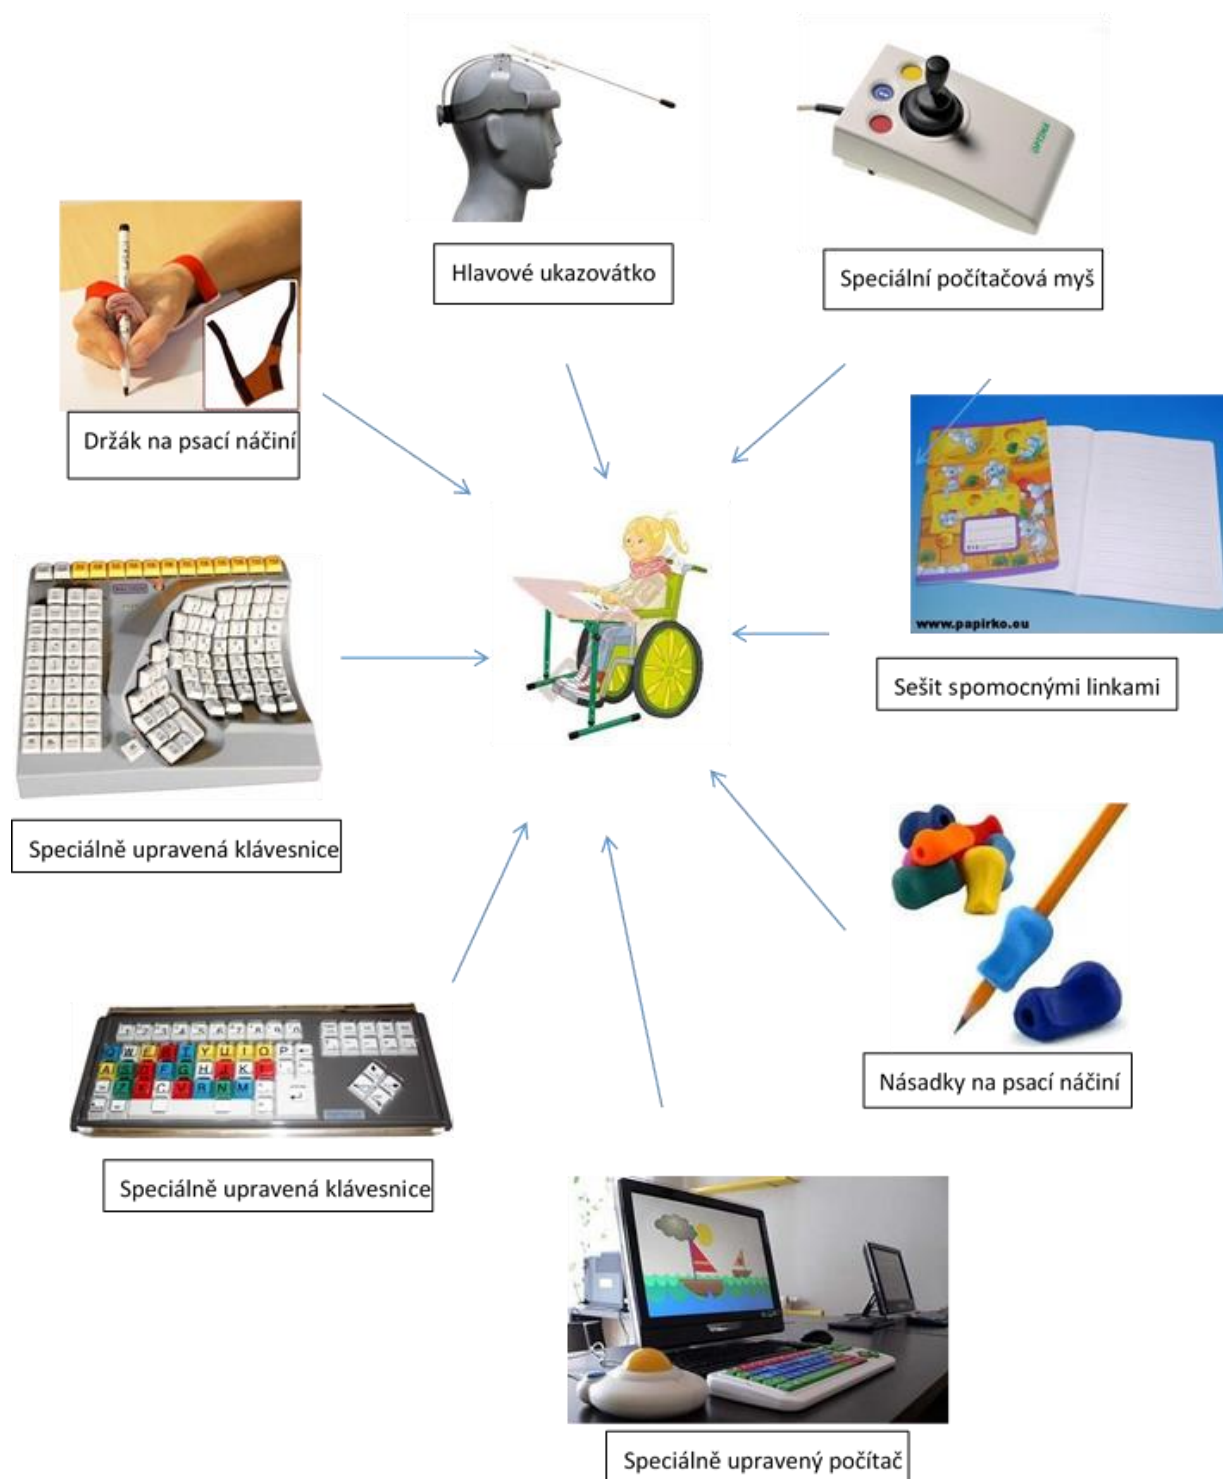 Hlavové ukazovátko
Speciální počítačová myš
OPTIMA
Držák na psací náčiní
www.papirko.eu
Sešit spomocnými linkami
Speciálně upravená klávesnice
Násadky na psací náčiní
Q W E T Y U I O P
A S D F G H J K
Z X C V R N M
Speciálně upravená klávesnice
Speciálně upravený počítač